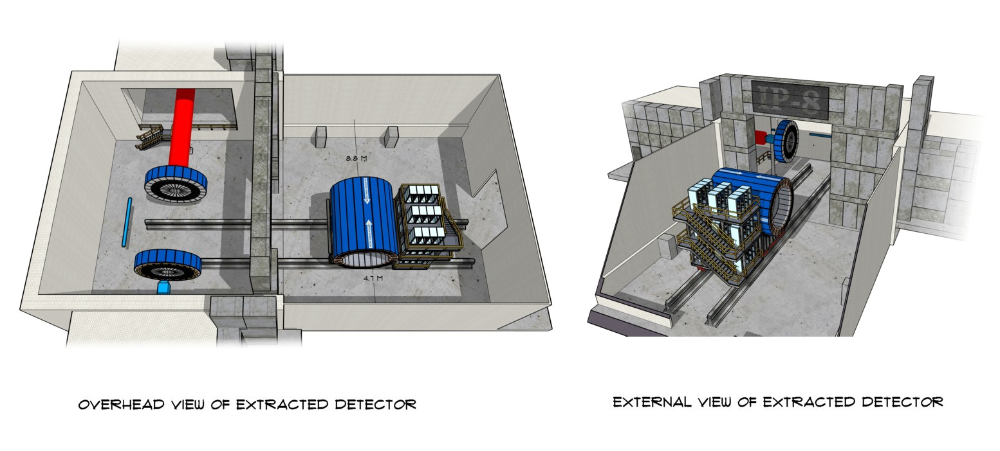 8.8 M
4.7 M
IP-8
OVERHEAD VIEW OF EXTRACTED DETECTOR
EXTERNAL VIEW OF EXTRACTED DETECTOR